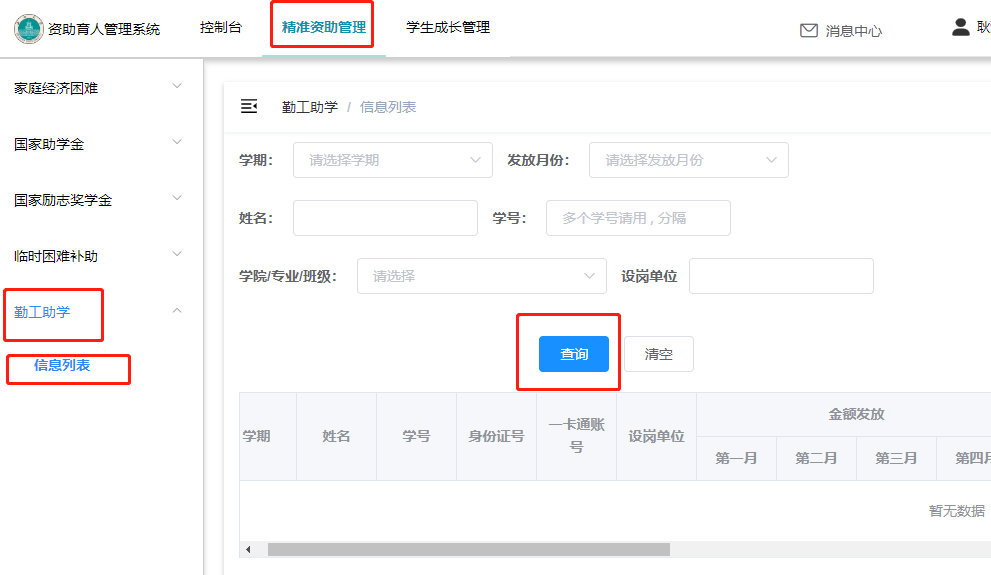 资助育人管理系统 控制台 精准资助管理 学生成长管理 消息中心 耿
家庭经济困难
国家助学金
国家励志奖学金
临时困难补助
勤工助学
信息列表
勤工助学 / 信息列表
学期： 请选择学期 发放月份： 请选择发放月份
姓名： 学号： 多个学号请用 , 分隔
学院/专业/班级： 请选择 设岗单位
查询 清空
学期 姓名 学号 身份证号 一卡通账号 设岗单位 金额发放
第一月 第二月 第三月 第四月
暂无数据